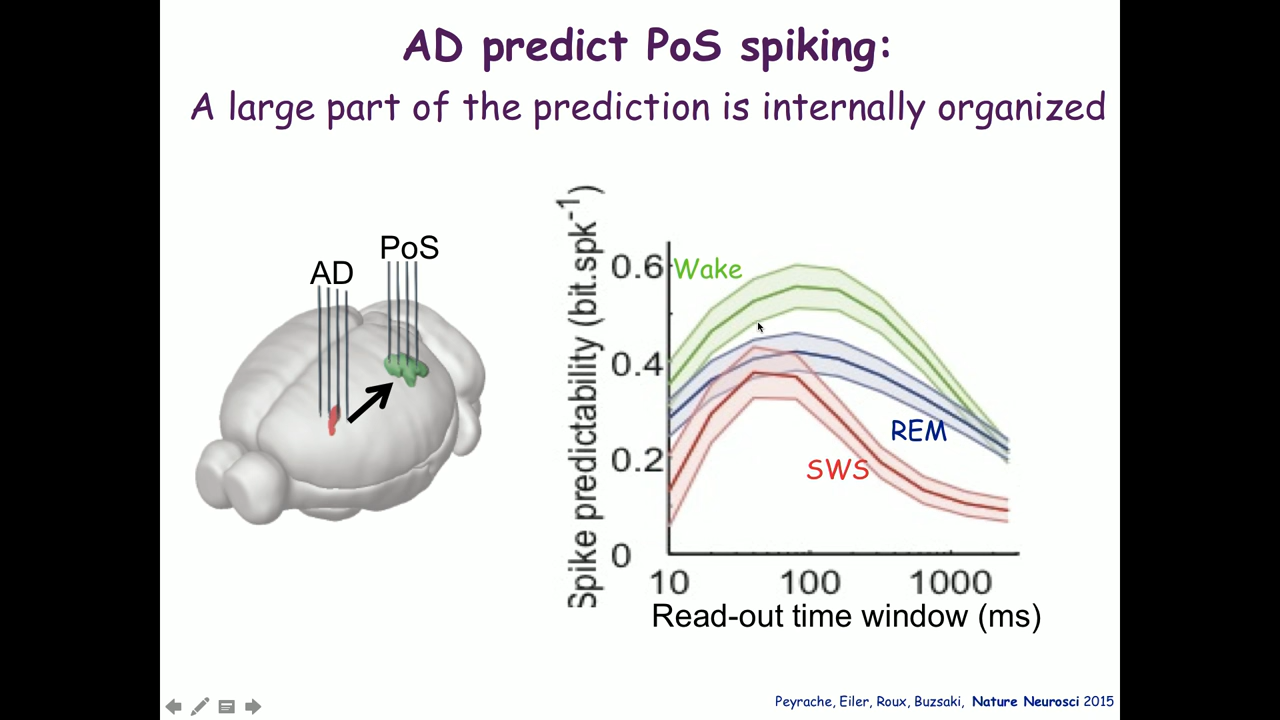 AD predict PoS spiking:
A large part of the prediction is internally organized
PoS
AD
Spike predictability (bit.spk-1)
0.6
0.4
0.2
0
Wake
REM
SWS
10 100 1000
Read-out time window (ms)
Peyrache, Eiler, Roux, Buzsaki, Nature Neurosci 2015